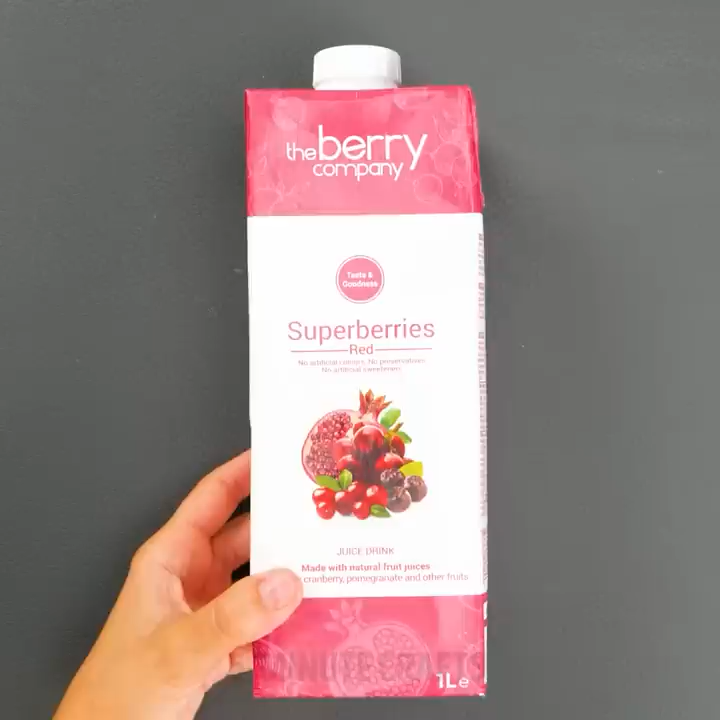 the berry
company
Taste &
Goodness
Superberries
Red
No artificial colours, No preservatives
No artificial sweeteners
JUICE DRINK
Made with natural fruit juices
cranberry, pomegranate and other fruits
1L e